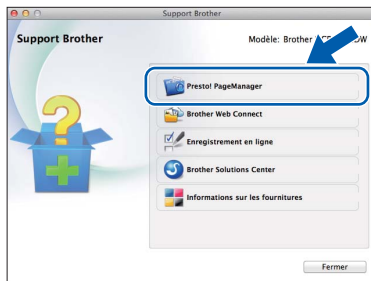 Support Brother
Support Brother
Modèle: Brother
Presto! PageManager
Brother Web Connect
Enregistrement en ligne
Brother Solutions Center
Informations sur les fournitures
Fermer